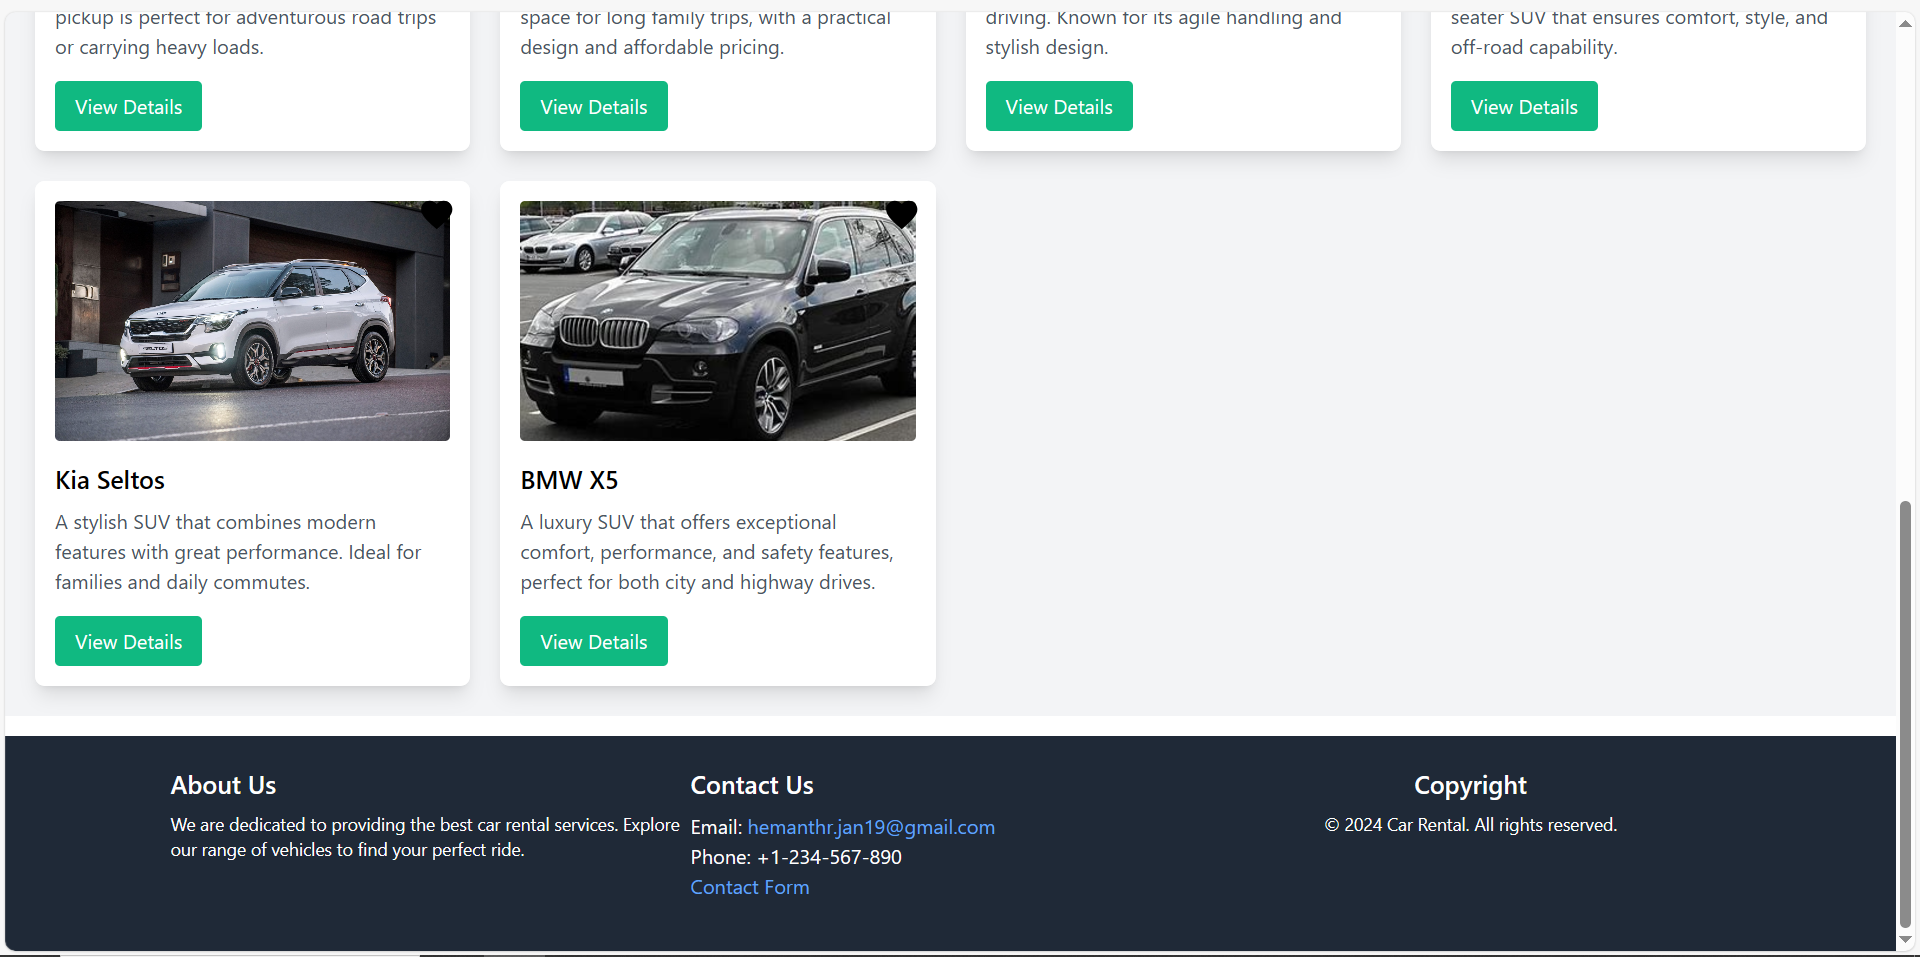 pickup is perfect for adventurous road trips
or carrying heavy loads.
View Details
space for long family trips, with a practical
design and affordable pricing.
View Details
driving. Known for its agile handling and
stylish design.
View Details
seater SUV that ensures comfort, style, and
off-road capability.
View Details
Kia Seltos
A stylish SUV that combines modern
features with great performance. Ideal for
families and daily commutes.
View Details
BMW X5
A luxury SUV that offers exceptional
comfort, performance, and safety features,
perfect for both city and highway drives.
View Details
About Us
We are dedicated to providing the best car rental services. Explore
our range of vehicles to find your perfect ride.
Contact Us
Email: hemanthr.jan19@gmail.com
Phone: +1-234-567-890
Contact Form
Copyright
© 2024 Car Rental. All rights reserved.